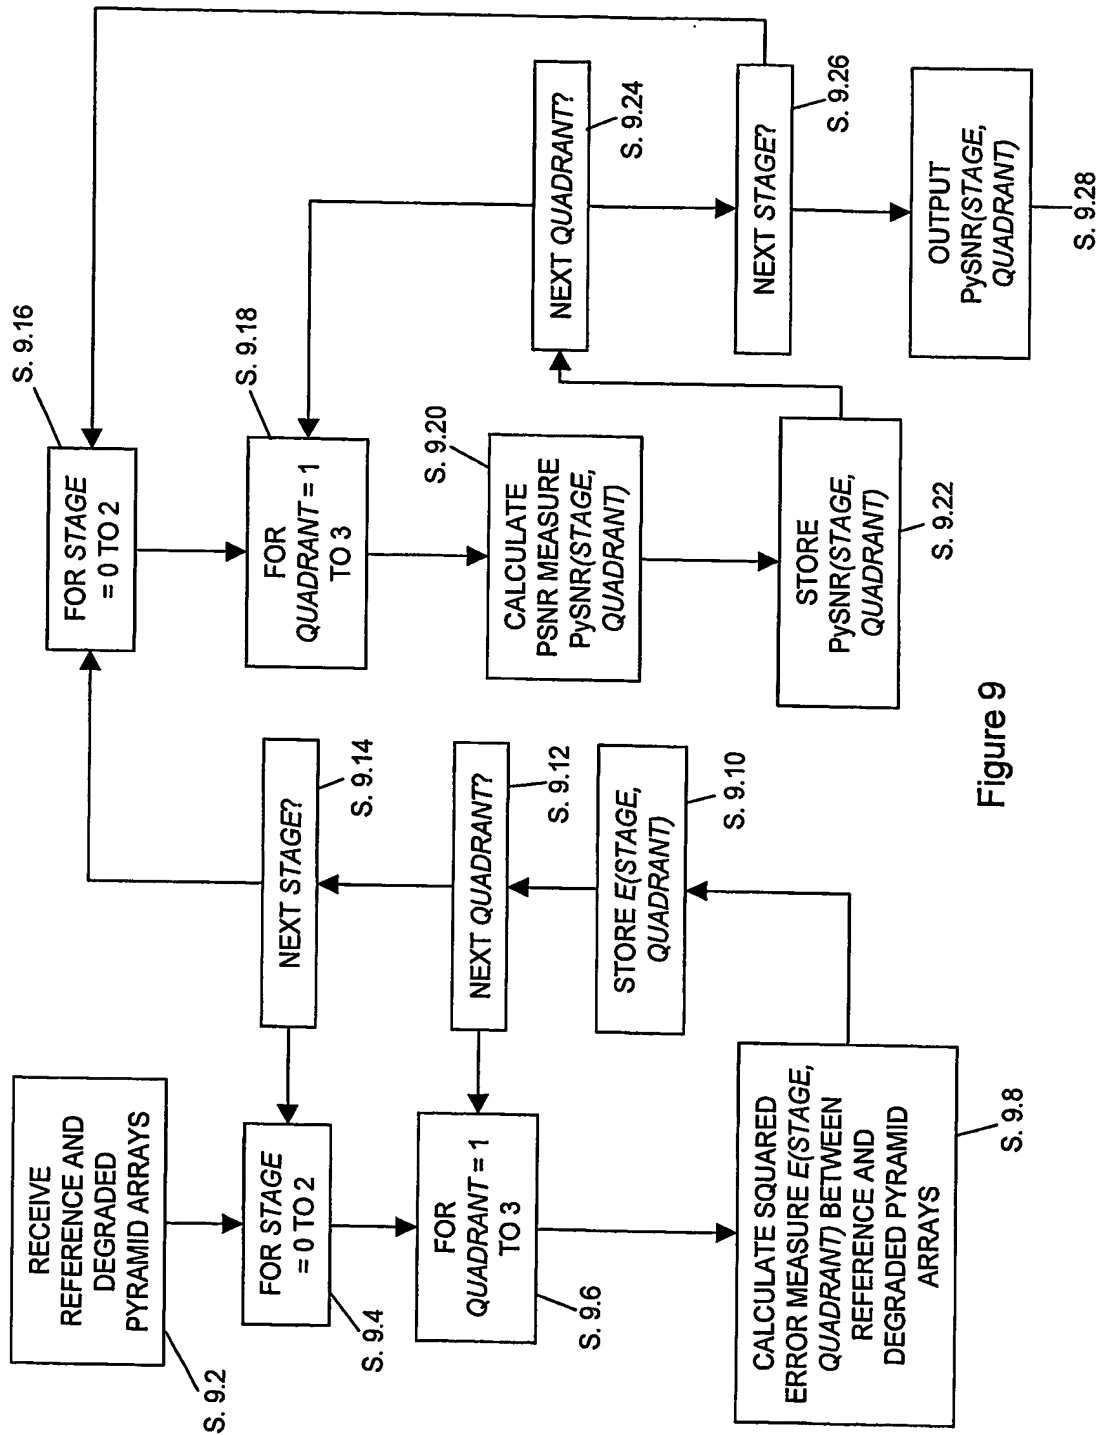 RECEIVE
REFERENCE AND
DEGRADED
PYRAMID ARRAYS
S. 9.2
FOR STAGE
= 0 TO 2
S. 9.4
FOR
QUADRANT = 1
TO 3
S. 9.6
CALCULATE SQUARED
ERROR MEASURE E(STAGE,
QUADRANT) BETWEEN
REFERENCE AND
DEGRADED PYRAMID
ARRAYS
S. 9.8
STORE E(STAGE,
QUADRANT)
S. 9.10
NEXT QUADRANT?
S. 9.12
NEXT STAGE?
S. 9.14
FOR STAGE
= 0 TO 2
S. 9.16
FOR
QUADRANT = 1
TO 3
S. 9.18
CALCULATE
PSNR MEASURE
PySNR(STAGE,
QUADRANT)
S. 9.20
STORE
PySNR(STAGE,
QUADRANT)
S. 9.22
NEXT QUADRANT?
S. 9.24
NEXT STAGE?
S. 9.26
OUTPUT
PySNR(STAGE,
QUADRANT)
S. 9.28
Figure 9